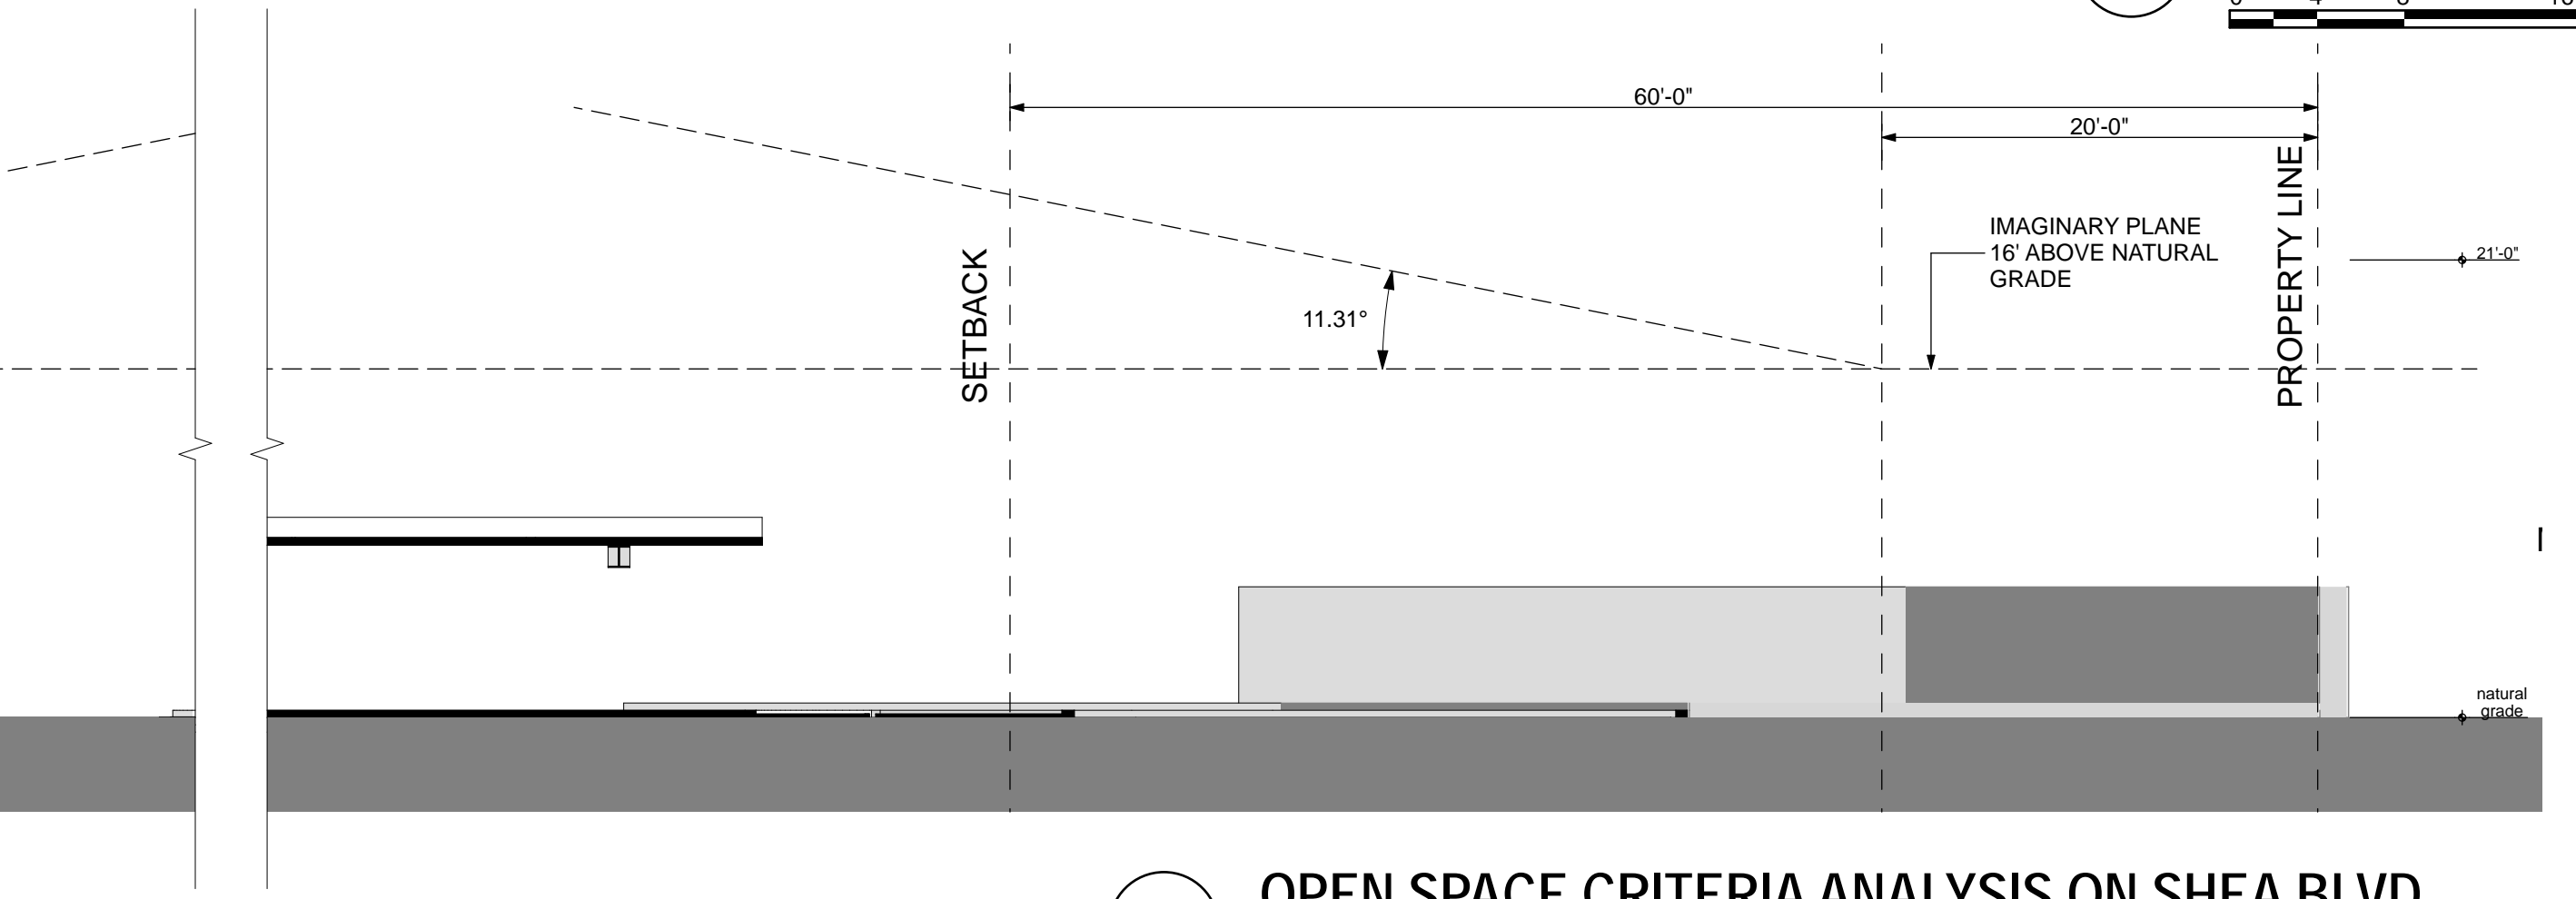 60'-0"
20'-0"
IMAGINARY PLANE
16' ABOVE NATURAL
GRADE
PROPERTY LINE
21'-0"
SETBACK
11.31°
natural
grade
OPEN SPACE CRITERIA ANALYSIS ON SHEA BLVD